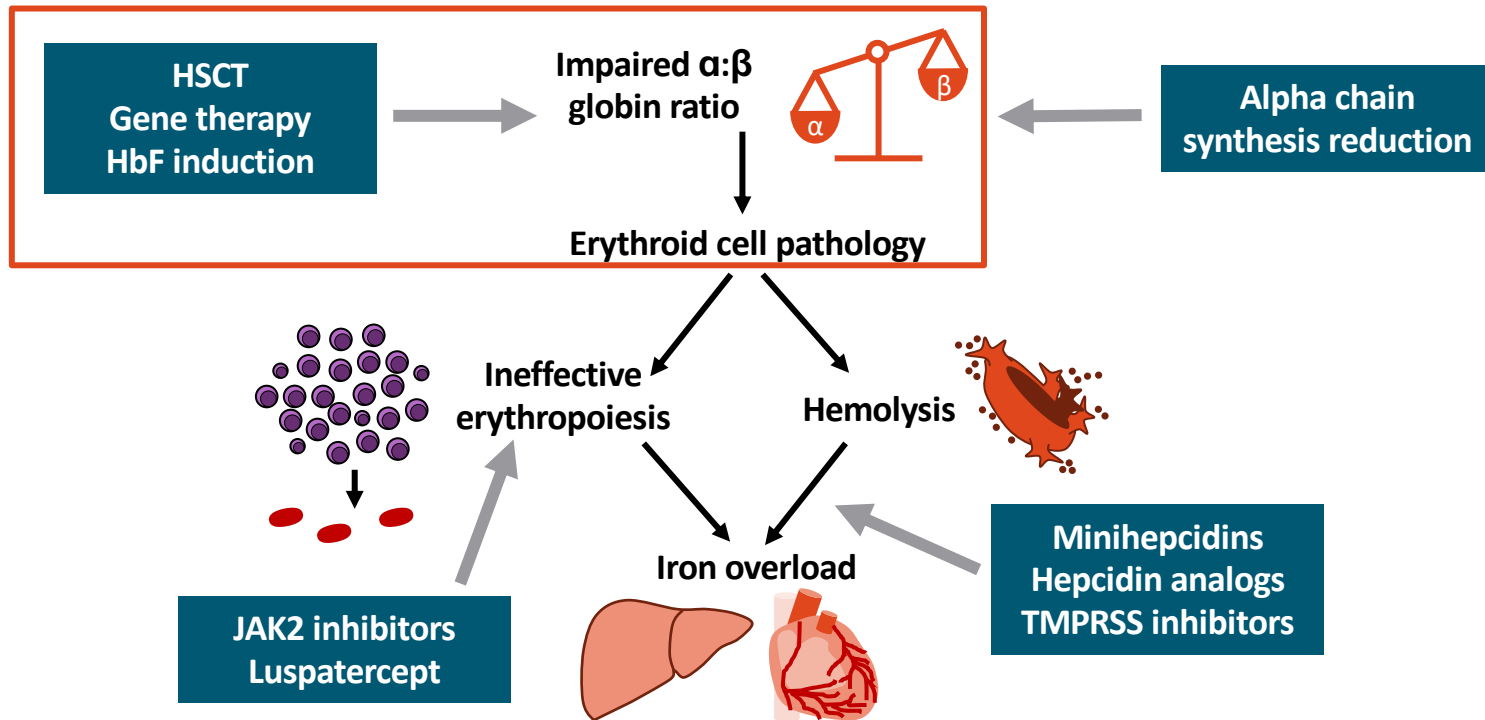 HSCT
Gene therapy
HbF induction
Impaired α:β
globin ratio
α
β
Alpha chain
synthesis reduction
Erythroid cell pathology
Ineffective
erythropoiesis
Hemolysis
Iron overload
JAK2 inhibitors
Luspatercept
Minihepcidins
Hepcidin analogs
TMPRSS inhibitors